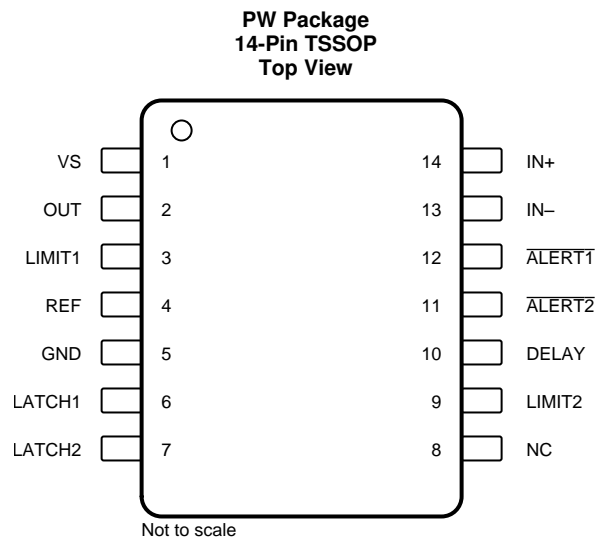 PW Package
14-Pin TSSOP
Top View
VS 1 14 IN+
OUT 2 13 IN–
LIMIT1 3 12 ALERT1
REF 4 11 ALERT2
GND 5 10 DELAY
LATCH1 6 9 LIMIT2
LATCH2 7 8 NC
Not to scale